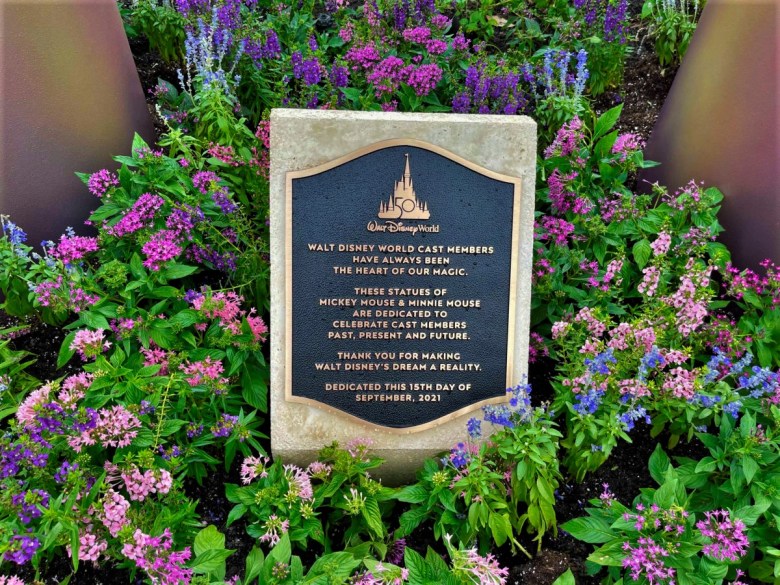 50
Walt Disney World
WALT DISNEY WORLD CAST MEMBERS
HAVE ALWAYS BEEN
THE HEART OF OUR MAGIC.
THESE STATUES OF
MICKEY MOUSE & MINNIE MOUSE
ARE DEDICATED TO
CELEBRATE CAST MEMBERS
PAST, PRESENT AND FUTURE.
THANK YOU FOR MAKING
WALT DISNEY'S DREAM A REALITY.
DEDICATED THIS 15TH DAY OF
SEPTEMBER, 2021